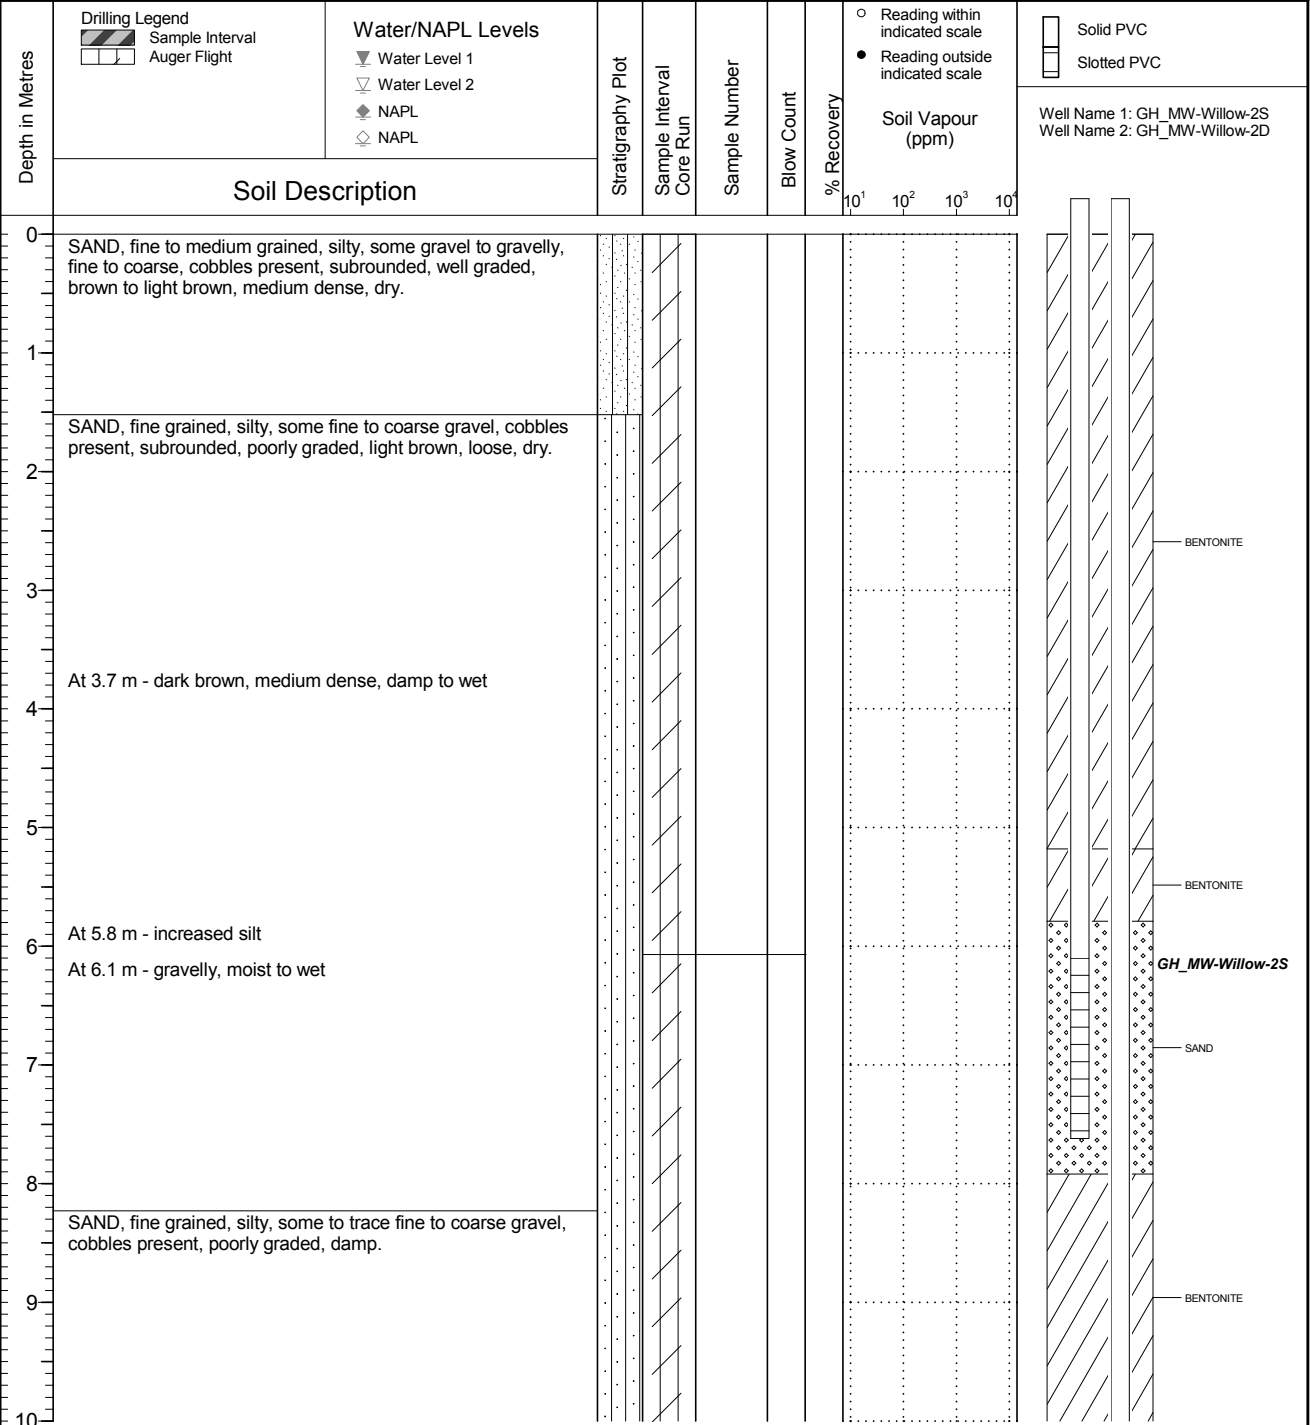 Drilling Legend
Sample Interval
Auger Flight
Water/NAPL Levels
Water Level 1
Water Level 2
NAPL
NAPL
Depth in Metres
Soil Description
Stratigraphy Plot
Sample Interval
Core Run
Sample Number
Blow Count
% Recovery
Reading within
indicated scale
Reading outside
indicated scale
Soil Vapour
(ppm)
10¹ 10² 10³ 10⁴
Solid PVC
Slotted PVC
Well Name 1: GH_MW-Willow-2S
Well Name 2: GH_MW-Willow-2D
0
SAND, fine to medium grained, silty, some gravel to gravelly,
fine to coarse, cobbles present, subrounded, well graded,
brown to light brown, medium dense, dry.
1
SAND, fine grained, silty, some fine to coarse gravel, cobbles
present, subrounded, poorly graded, light brown, loose, dry.
2
BENTONITE
3
At 3.7 m - dark brown, medium dense, damp to wet
4
5
BENTONITE
At 5.8 m - increased silt
6
At 6.1 m - gravelly, moist to wet
GH_MW-Willow-2S
SAND
7
8
SAND, fine grained, silty, some to trace fine to coarse gravel,
cobbles present, poorly graded, damp.
9
BENTONITE
10